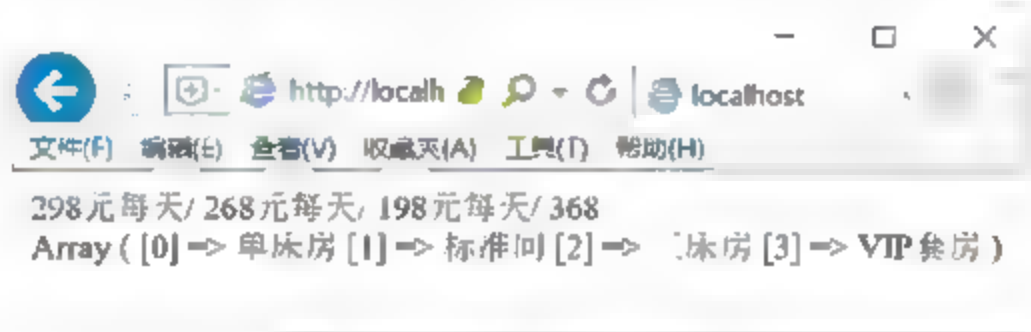 http://localh localhost
文件(F) 编辑(E) 查看(V) 收藏夹(A) 工具(T) 帮助(H)
298元每天/ 268元每天/ 198元每天/ 368
Array ( [0] => 单床房 [1] => 标准间 [2] => 床房 [3] => VIP套房 )